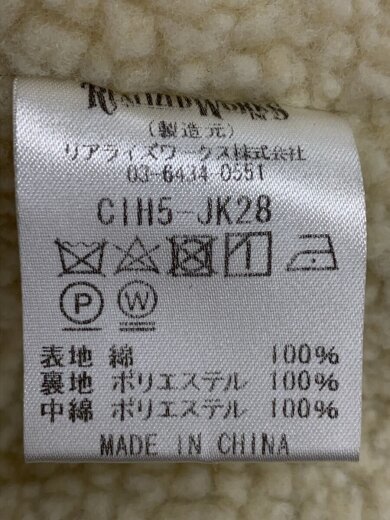 (製造元)
リアライズワークス株式会社
03-6434-0551
CIH5-JK28
P W
表地 綿 100%
裏地 ポリエステル 100%
中綿 ポリエステル 100%
MADE IN CHINA